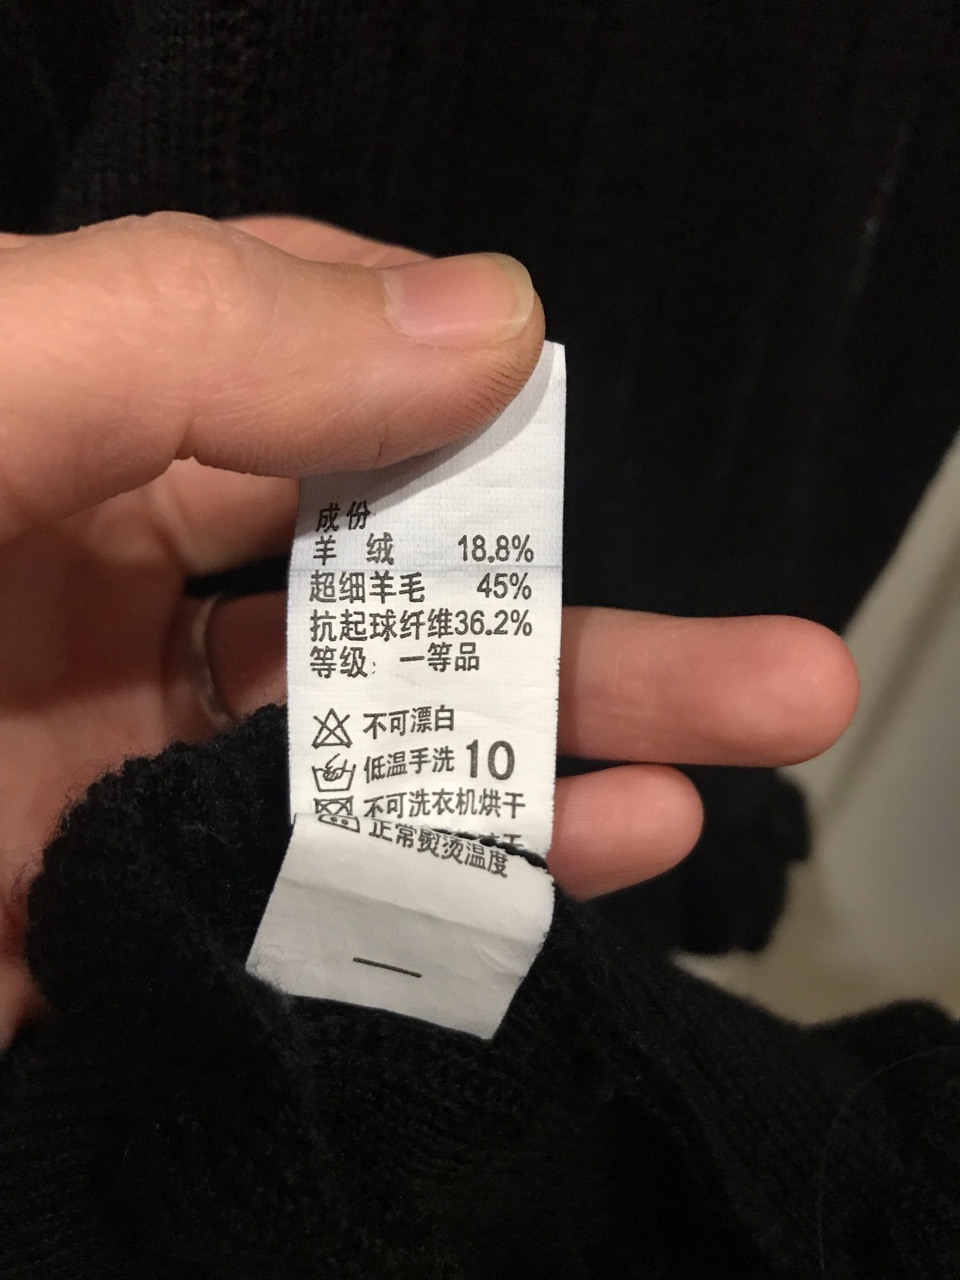 成份
羊 绒 18.8%
超细羊毛 45%
抗起球纤维36.2%
等级：一等品
不可漂白
低温手洗 10
不可洗衣机烘干
正常熨烫温度